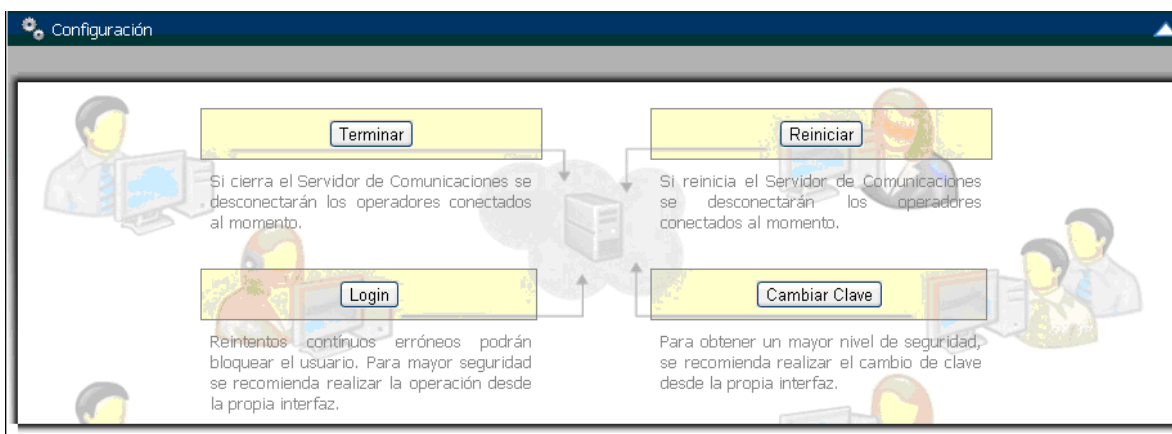 Configuración
Terminar
Si cierra el Servidor de Comunicaciones se
desconectarán los operadores conectados
al momento.
Reiniciar
Si reinicia el Servidor de Comunicaciones
se desconectarán los operadores
conectados al momento.
Login
Reintentos contínuos erróneos podrán
bloquear el usuario. Para mayor seguridad
se recomienda realizar la operación desde
la propia interfaz.
Cambiar Clave
Para obtener un mayor nivel de seguridad,
se recomienda realizar el cambio de clave
desde la propia interfaz.